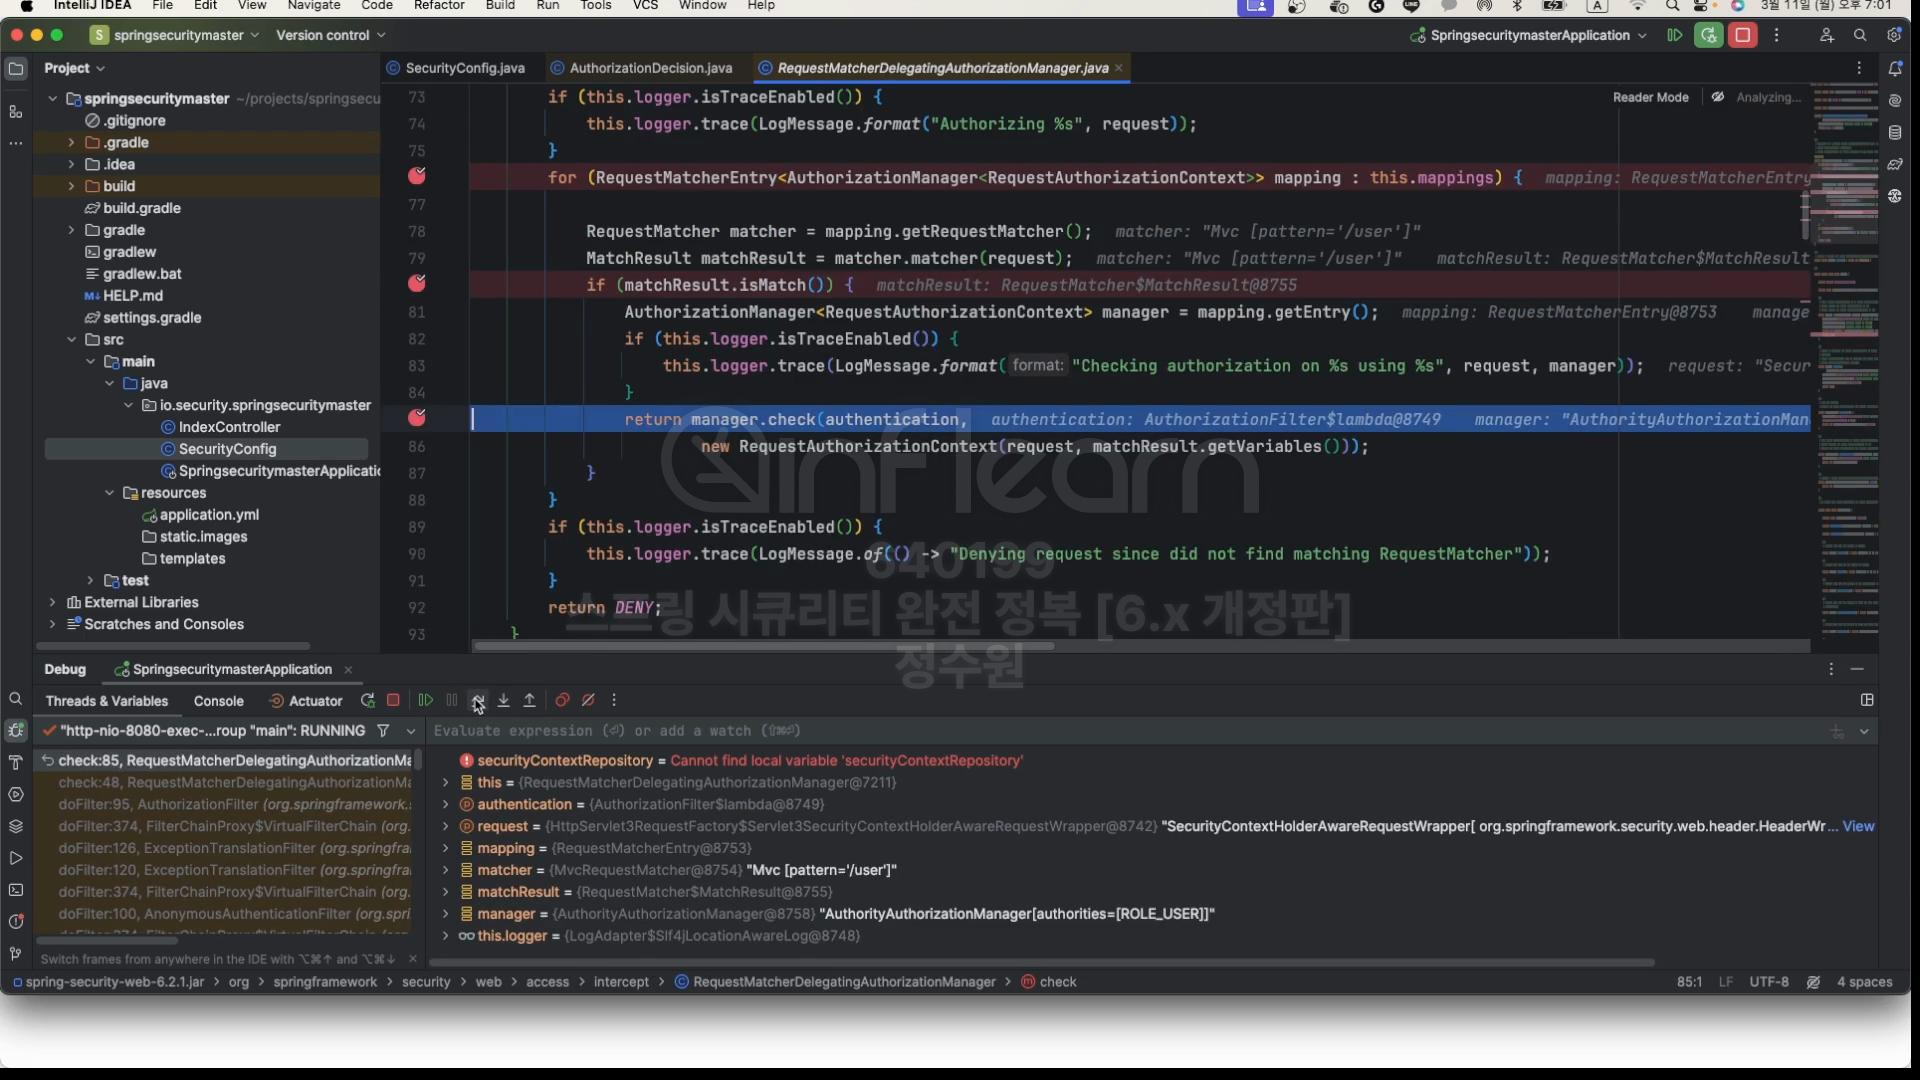 IntelliJ IDEA File Edit View Navigate Code Refactor Build Run Tools VCS Window Help 3월 11일 (월) 오후 7:01
S springsecuritymaster Version control SpringsecuritymasterApplication
Project SecurityConfig.java AuthorizationDecision.java RequestMatcherDelegatingAuthorizationManager.java
springsecuritymaster ~/projects/springsecu
.gitignore
.gradle
.idea
build
build.gradle
gradle
gradlew
gradlew.bat
HELP.md
settings.gradle
src
main
java
io.security.springsecuritymaster
IndexController
SecurityConfig
SpringsecuritymasterApplicatio
resources
application.yml
static.images
templates
test
External Libraries
Scratches and Consoles
Reader Mode Analyzing...
73 if (this.logger.isTraceEnabled()) {
74 this.logger.trace(LogMessage.format("Authorizing %s", request));
75 }
for (RequestMatcherEntry<AuthorizationManager<RequestAuthorizationContext>> mapping : this.mappings) { mapping: RequestMatcherEntry
77
78 RequestMatcher matcher = mapping.getRequestMatcher(); matcher: "Mvc [pattern='/user']"
79 MatchResult matchResult = matcher.matcher(request); matcher: "Mvc [pattern='/user']" matchResult: RequestMatcher$MatchResult
if (matchResult.isMatch()) { matchResult: RequestMatcher$MatchResult@8755
81 AuthorizationManager<RequestAuthorizationContext> manager = mapping.getEntry(); mapping: RequestMatcherEntry@8753 manage
82 if (this.logger.isTraceEnabled()) {
83 this.logger.trace(LogMessage.format( format: "Checking authorization on %s using %s", request, manager)); request: "Secur
84 }
return manager.check(authentication, authentication: AuthorizationFilter$lambda@8749 manager: "AuthorityAuthorizationMan
86 new RequestAuthorizationContext(request, matchResult.getVariables()));
87 }
88 }
89 if (this.logger.isTraceEnabled()) {
90 this.logger.trace(LogMessage.of(() -> "Denying request since did not find matching RequestMatcher"));
91 }
92 return DENY;
93 }
inflearn
640199
스프링 시큐리티 완전 정복 [6.x 개정판]
정수원
Debug SpringsecuritymasterApplication
Threads & Variables Console Actuator
"http-nio-8080-exec-...roup "main": RUNNING
check:85, RequestMatcherDelegatingAuthorizationMa
check:48, RequestMatcherDelegatingAuthorizationMa
doFilter:95, AuthorizationFilter (org.springframework.
doFilter:374, FilterChainProxy$VirtualFilterChain (org.
doFilter:126, ExceptionTranslationFilter (org.springfra
doFilter:120, ExceptionTranslationFilter (org.springfra
doFilter:374, FilterChainProxy$VirtualFilterChain (org.
doFilter:100, AnonymousAuthenticationFilter (org.spri
Switch frames from anywhere in the IDE with ⌥⌘↑ and ⌥⌘↓
Evaluate expression (⏎) or add a watch (⇧⌘⏎)
securityContextRepository = Cannot find local variable 'securityContextRepository'
this = {RequestMatcherDelegatingAuthorizationManager@7211}
authentication = {AuthorizationFilter$lambda@8749}
request = {HttpServlet3RequestFactory$Servlet3SecurityContextHolderAwareRequestWrapper@8742} "SecurityContextHolderAwareRequestWrapper[ org.springframework.security.web.header.HeaderWr... View
mapping = {RequestMatcherEntry@8753}
matcher = {MvcRequestMatcher@8754} "Mvc [pattern='/user']"
matchResult = {RequestMatcher$MatchResult@8755}
manager = {AuthorityAuthorizationManager@8758} "AuthorityAuthorizationManager[authorities=[ROLE_USER]]"
this.logger = {LogAdapter$Slf4jLocationAwareLog@8748}
spring-security-web-6.2.1.jar > org > springframework > security > web > access > intercept > RequestMatcherDelegatingAuthorizationManager > check 85:1 LF UTF-8 4 spaces